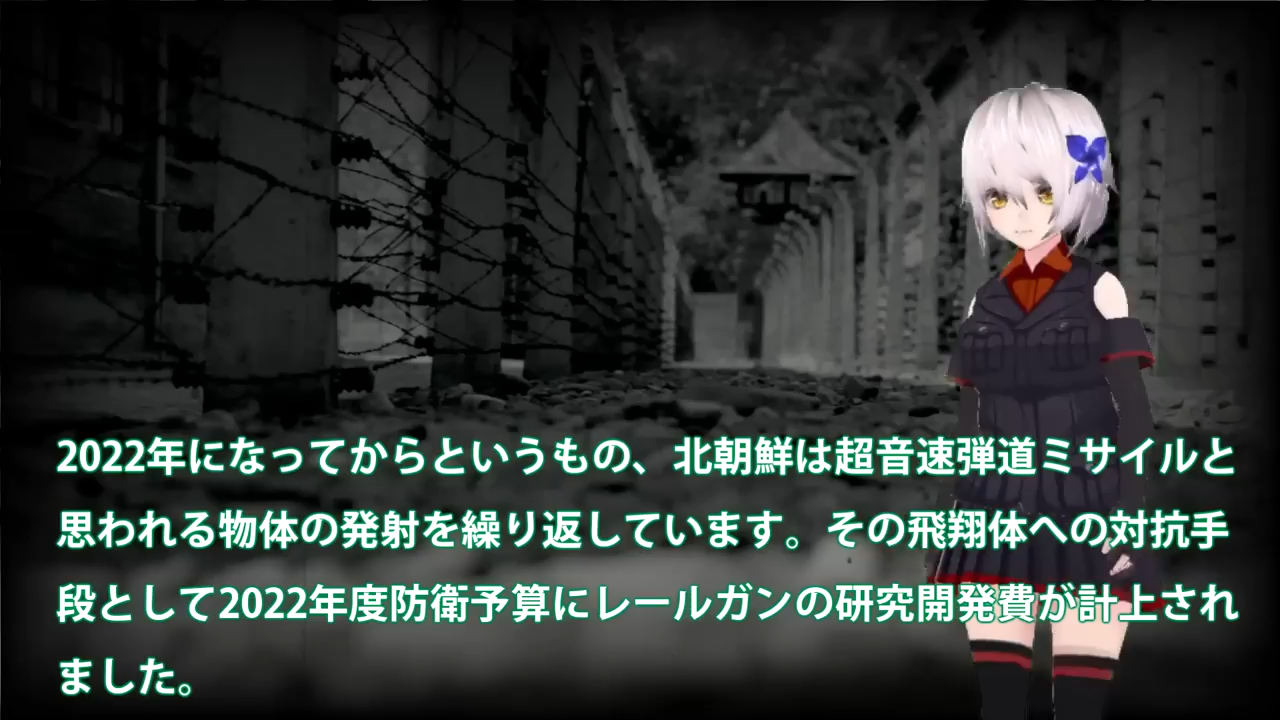 2022年になってからというもの、北朝鮮は超音速弾道ミサイルと
思われる物体の発射を繰り返しています。その飛翔体への対抗手
段として2022年度防衛予算にレールガンの研究開発費が計上され
ました。